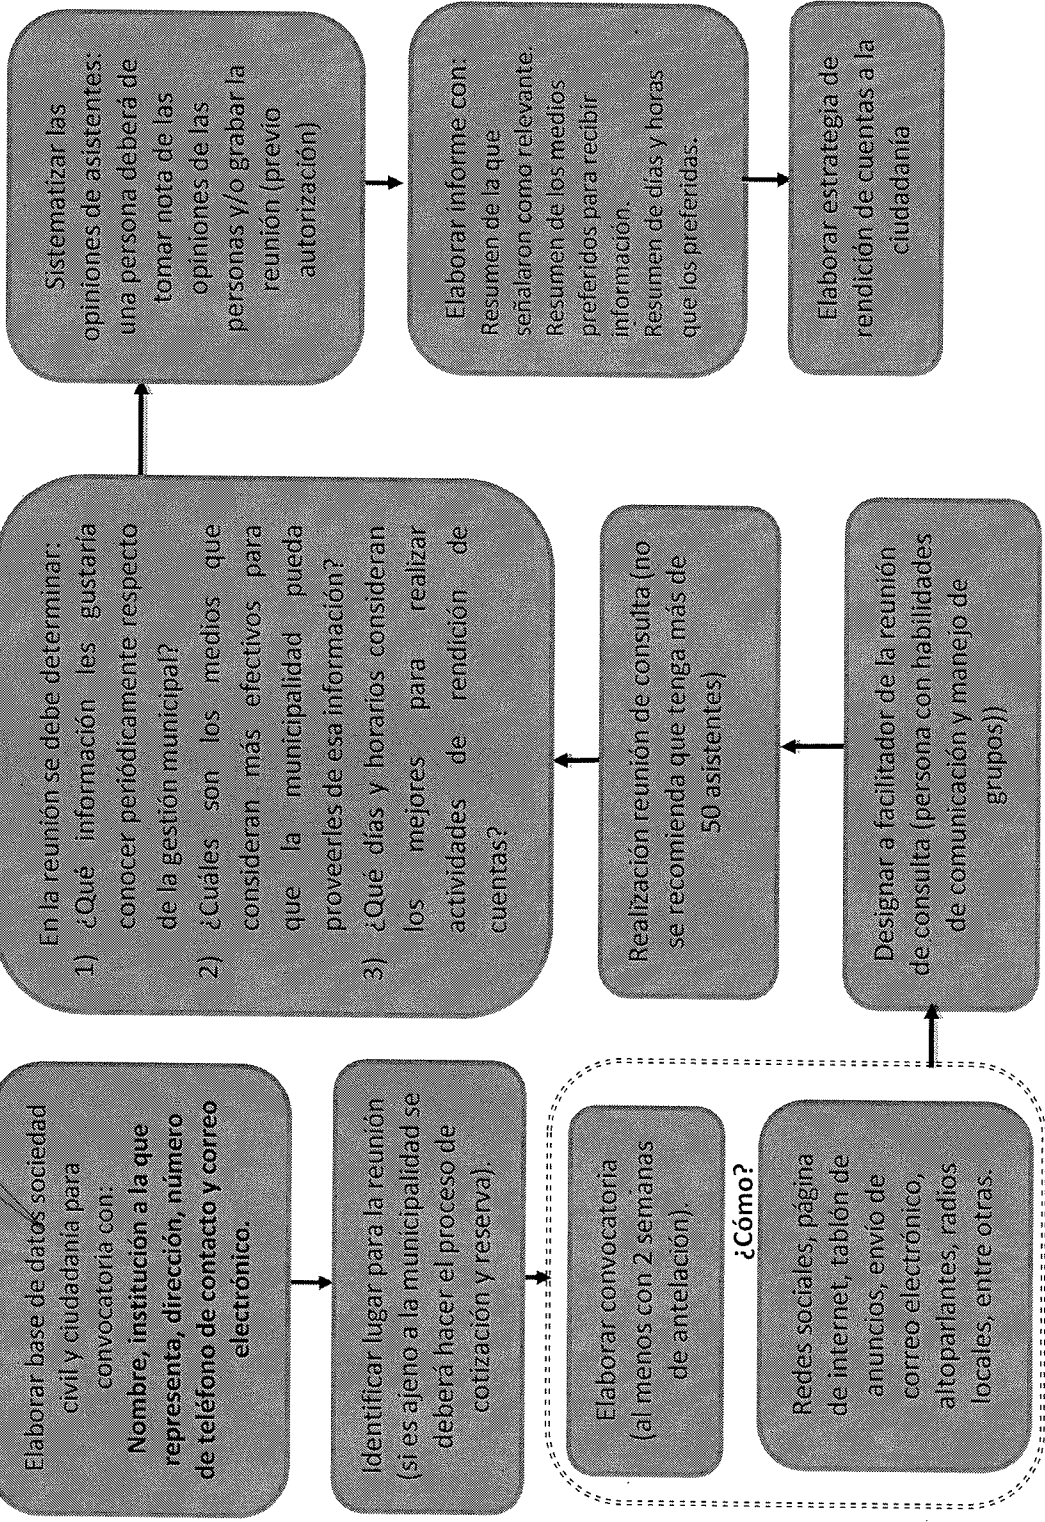 Elaborar base de datos sociedad
civil y ciudadanía para
convocatoria con:
Nombre, institución a la que
representa, dirección, número
de teléfono de contacto y correo
electrónico.
Identificar lugar para la reunión
(si es ajeno a la municipalidad se
deberá hacer el proceso de
cotización y reserva).
Elaborar convocatoria
(al menos con 2 semanas
de antelación).
¿Cómo?
Redes sociales, página
de internet, tablón de
anuncios, envío de
correo electrónico,
altoparlantes, radios
locales, entre otras.
Designar a facilitador de la reunión
de consulta (persona con habilidades
de comunicación y manejo de
grupos))
Realización reunión de consulta (no
se recomienda que tenga más de
50 asistentes)
En la reunión se debe determinar:
1) ¿Qué información les gustaría
conocer periódicamente respecto
de la gestión municipal?
2) ¿Cuáles son los medios que
consideran más efectivos para
que la municipalidad pueda
proveerles de esa información?
3) ¿Qué días y horarios consideran
los mejores para realizar
actividades de rendición de
cuentas?
Sistematizar las
opiniones de asistentes:
una persona deberá de
tomar nota de las
opiniones de las
personas y/o grabar la
reunión (previo
autorización)
Elaborar informe con:
Resumen de la que
señalaron como relevante.
Resumen de los medios
preferidos para recibir
información.
Resumen de días y horas
que los preferidas.
Elaborar estrategia de
rendición de cuentas a la
ciudadanía